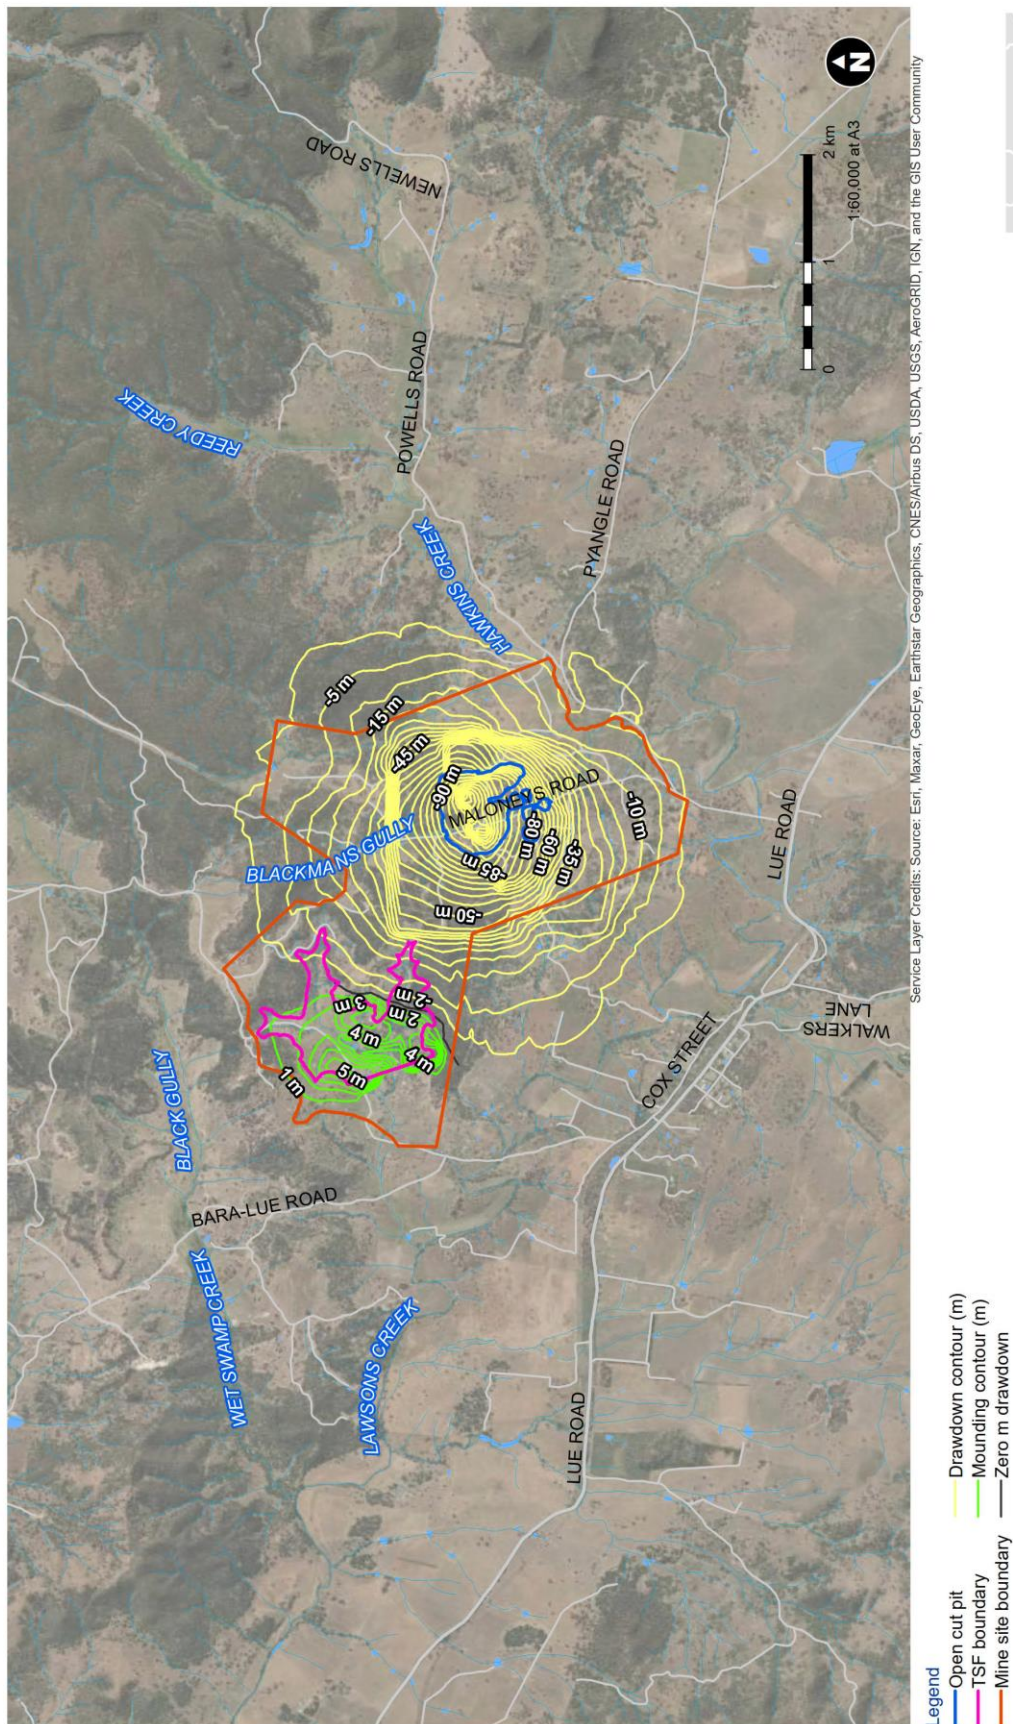 NEWELLS ROAD
REEDY CREEK
POWELLS ROAD
HAWKINS CREEK
PYANGLE ROAD
N
0 1 2 km
1:60,000 at A3
-5 m
-15 m
-45 m
-90 m
MALONEYS ROAD
BLACKMANS GULLY
-80 m
-85 m
-60 m
-35 m
-10 m
-50 m
LUE ROAD
3 m
-2 m
2 m
4 m
4 m
5 m
1 m
COX STREET
WALKERS
LANE
BLACK GULLY
BARA-LUE ROAD
WET SWAMP CREEK
LAWSONS CREEK
LUE ROAD
Service Layer Credits: Source: Esri, Maxar, GeoEye, Earthstar Geographics, CNES/Airbus DS, USDA, USGS, AeroGRID, IGN, and the GIS User Community
Legend
Open cut pit
TSF boundary
Mine site boundary
Drawdown contour (m)
Mounding contour (m)
Zero m drawdown